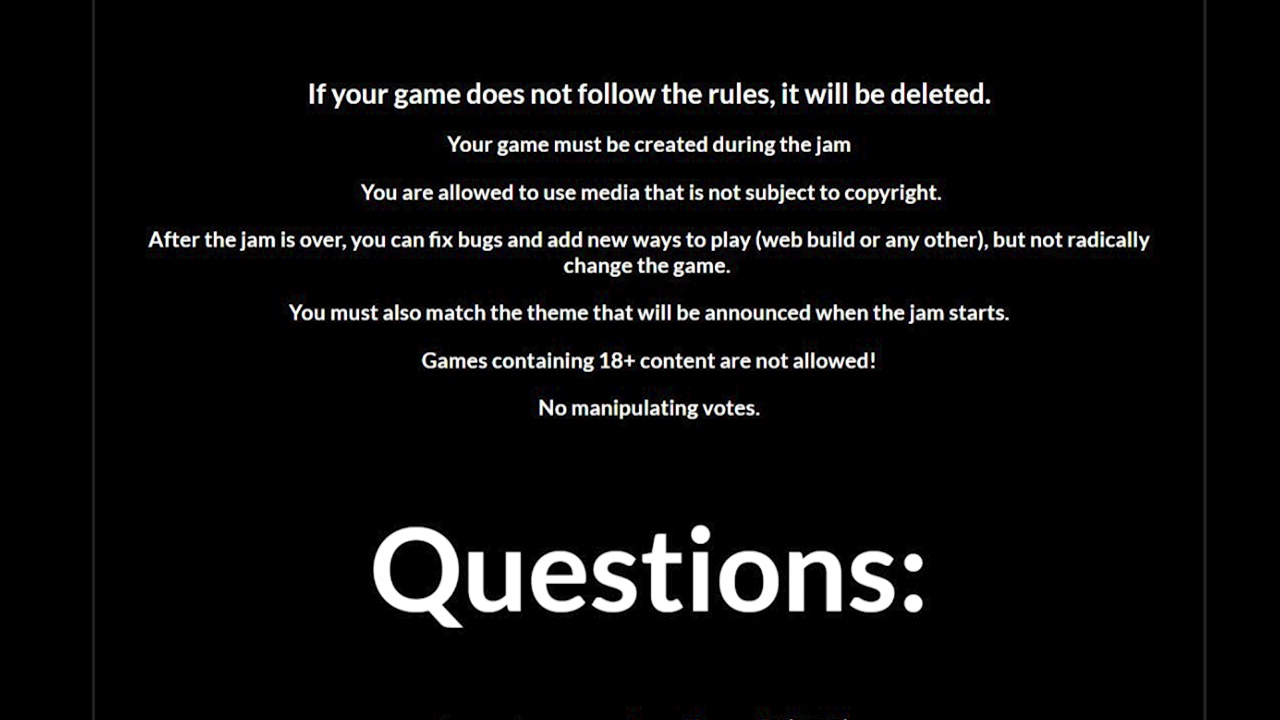 If your game does not follow the rules, it will be deleted.
Your game must be created during the jam
You are allowed to use media that is not subject to copyright.
After the jam is over, you can fix bugs and add new ways to play (web build or any other), but not radically
change the game.
You must also match the theme that will be announced when the jam starts.
Games containing 18+ content are not allowed!
No manipulating votes.
Questions: